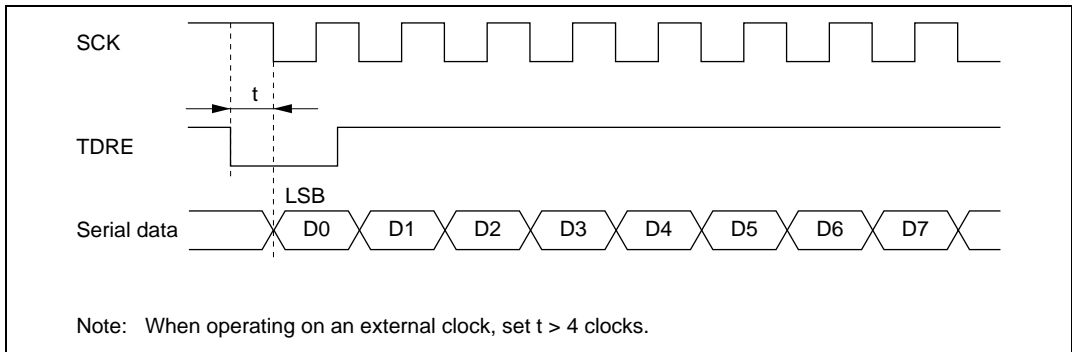 SCK
t
TDRE
LSB
Serial data D0 D1 D2 D3 D4 D5 D6 D7
Note: When operating on an external clock, set t > 4 clocks.